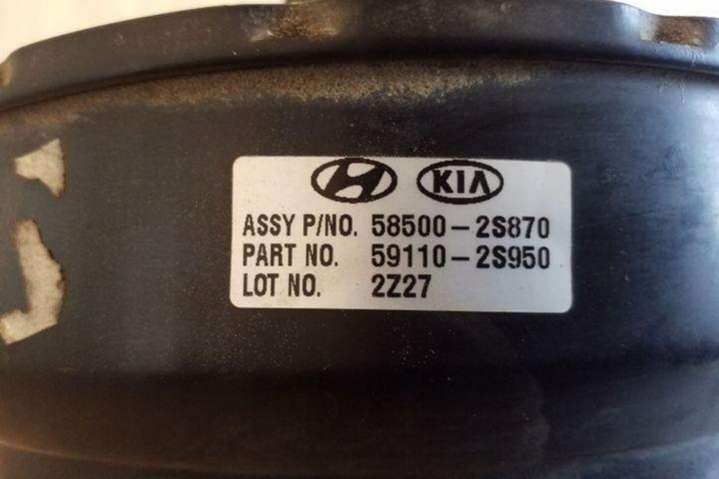 KIA
ASSY P/NO. 58500-2S870
PART NO. 59110-2S950
LOT NO. 2Z27